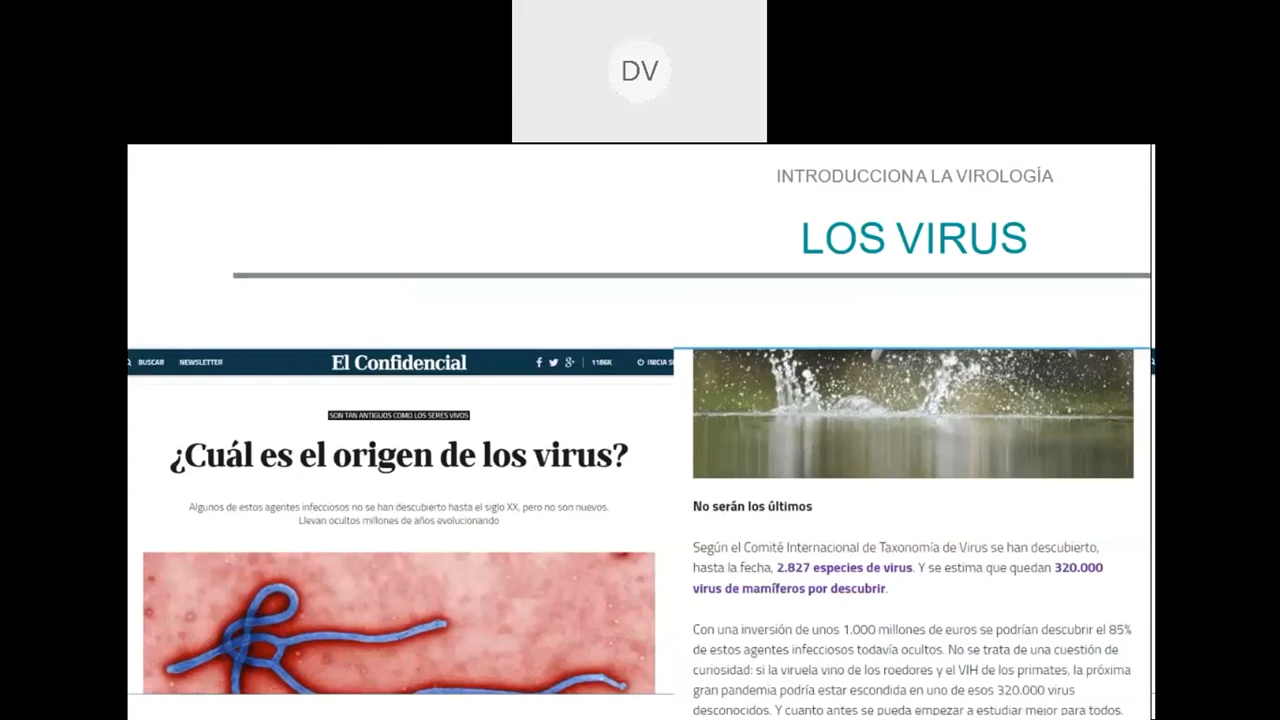 DV
INTRODUCCION A LA VIROLOGÍA
LOS VIRUS
BUSCAR NEWSLETTER El Confidencial 1186K INICIA S
SON TAN ANTIGUOS COMO LOS SERES VIVOS
¿Cuál es el origen de los virus?
Algunos de estos agentes infecciosos no se han descubierto hasta el siglo XX, pero no son nuevos.
Llevan ocultos millones de años evolucionando
No serán los últimos
Según el Comité Internacional de Taxonomía de Virus se han descubierto,
hasta la fecha, 2.827 especies de virus. Y se estima que quedan 320.000
virus de mamíferos por descubrir.
Con una inversión de unos 1.000 millones de euros se podrían descubrir el 85%
de estos agentes infecciosos todavía ocultos. No se trata de una cuestión de
curiosidad: si la viruela vino de los roedores y el VIH de los primates, la próxima
gran pandemia podría estar escondida en uno de esos 320.000 virus
desconocidos. Y cuanto antes se pueda empezar a estudiar mejor para todos.